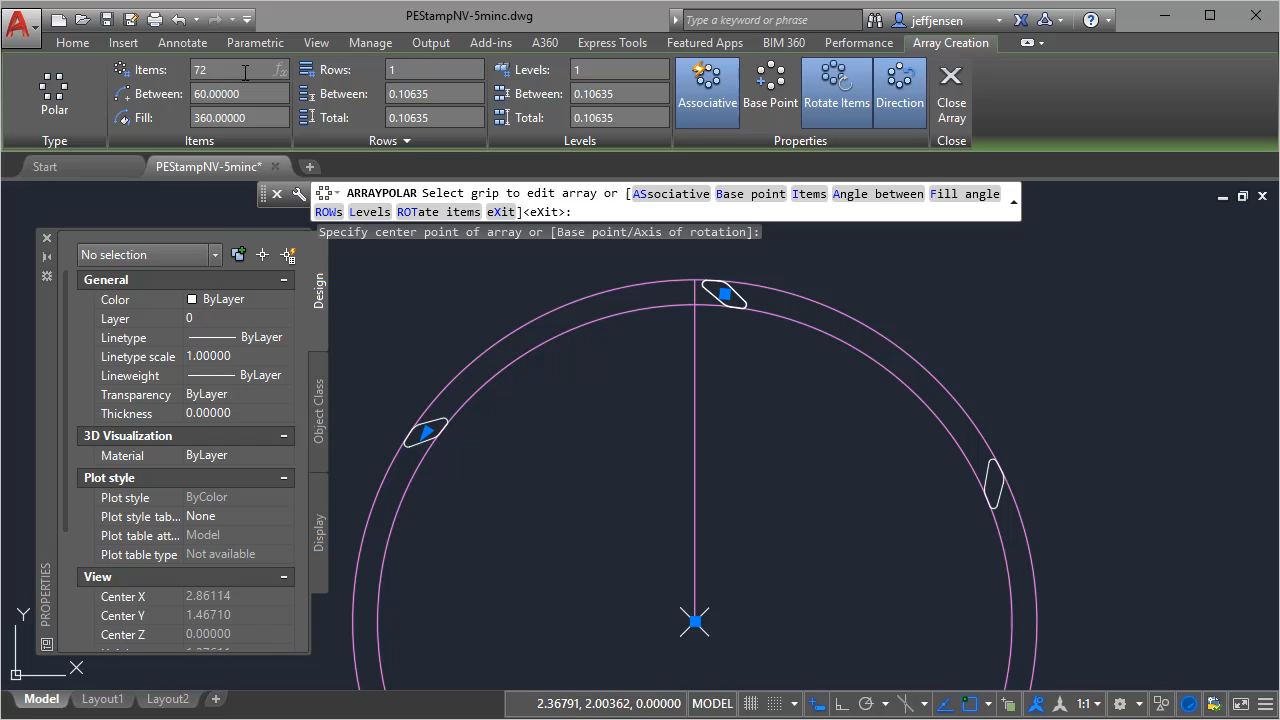 A PEStampNV-5minc.dwg Type a keyword or phrase jeffjensen
Home Insert Annotate Parametric View Manage Output Add-ins A360 Express Tools Featured Apps BIM 360 Performance Array Creation
Items: 72 Rows: 1 Levels: 1
Between: 60.00000 Between: 0.10635 Between: 0.10635
Fill: 360.00000 Total: 0.10635 Total: 0.10635
Polar Associative Base Point Rotate Items Direction Close Array
Type Items Rows Levels Properties Close
Start PEStampNV-5minc*
ARRAYPOLAR Select grip to edit array or [ASsociative Base point Items Angle between Fill angle
ROWs Levels ROTate items eXit]<eXit>:
Specify center point of array or [Base point/Axis of rotation]:
No selection
General
Color ByLayer
Layer 0
Linetype ByLayer
Linetype scale 1.00000
Lineweight ByLayer
Transparency ByLayer
Thickness 0.00000
3D Visualization
Material ByLayer
Plot style
Plot style ByColor
Plot style tab... None
Plot table att... Model
Plot table type Not available
View
Center X 2.86114
Center Y 1.46710
Center Z 0.00000
Design
Object Class
Display
PROPERTIES
Y
X
Model Layout1 Layout2 2.36791, 2.00362, 0.00000 MODEL 1:1